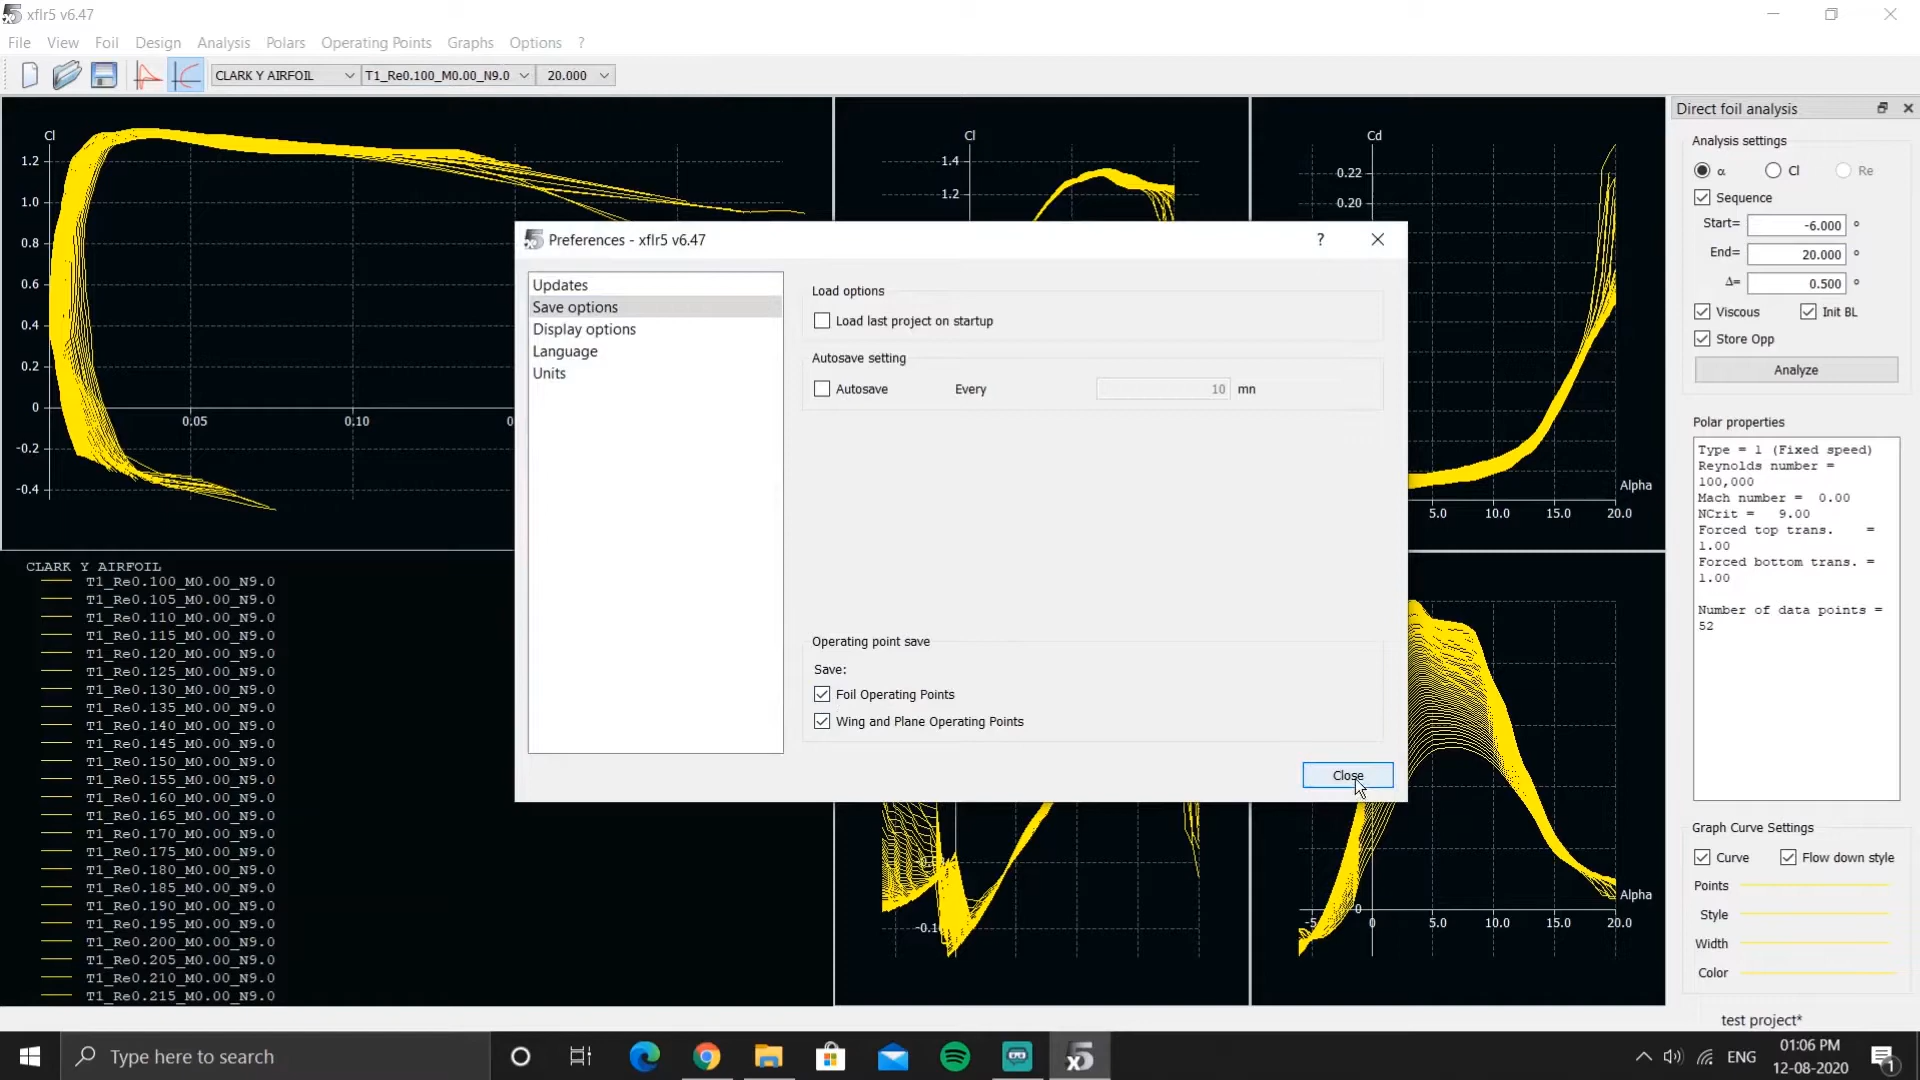 xflr5 v6.47
File View Foil Design Analysis Polars Operating Points Graphs Options ?
CLARK Y AIRFOIL T1_Re0.100_M0.00_N9.0 20.000
Cl
1.2
1.0
0.8
0.6
0.4
0.2
0
-0.2
-0.4
0.05 0.10
Cl
1.4
1.2
Cd
0.22
0.20
Alpha
5.0 10.0 15.0 20.0
Preferences - xflr5 v6.47
?
Updates
Save options
Display options
Language
Units
Load options
Load last project on startup
Autosave setting
Autosave Every 10 mn
Operating point save
Save:
Foil Operating Points
Wing and Plane Operating Points
Close
CLARK Y AIRFOIL
T1_Re0.100_M0.00_N9.0
T1_Re0.105_M0.00_N9.0
T1_Re0.110_M0.00_N9.0
T1_Re0.115_M0.00_N9.0
T1_Re0.120_M0.00_N9.0
T1_Re0.125_M0.00_N9.0
T1_Re0.130_M0.00_N9.0
T1_Re0.135_M0.00_N9.0
T1_Re0.140_M0.00_N9.0
T1_Re0.145_M0.00_N9.0
T1_Re0.150_M0.00_N9.0
T1_Re0.155_M0.00_N9.0
T1_Re0.160_M0.00_N9.0
T1_Re0.165_M0.00_N9.0
T1_Re0.170_M0.00_N9.0
T1_Re0.175_M0.00_N9.0
T1_Re0.180_M0.00_N9.0
T1_Re0.185_M0.00_N9.0
T1_Re0.190_M0.00_N9.0
T1_Re0.195_M0.00_N9.0
T1_Re0.200_M0.00_N9.0
T1_Re0.205_M0.00_N9.0
T1_Re0.210_M0.00_N9.0
T1_Re0.215_M0.00_N9.0
Alpha
0
0 5.0 10.0 15.0 20.0
Direct foil analysis
Analysis settings
α Cl Re
Sequence
Start= -6.000 °
End= 20.000 °
Δ= 0.500 °
Viscous Init BL
Store Opp
Analyze
Polar properties
Type = 1 (Fixed speed)
Reynolds number =
100,000
Mach number = 0.00
NCrit = 9.00
Forced top trans. =
1.00
Forced bottom trans. =
1.00
Number of data points =
52
Graph Curve Settings
Curve Flow down style
Points
Style
Width
Color
test project*
Type here to search
ENG
01:06 PM
12-08-2020
1